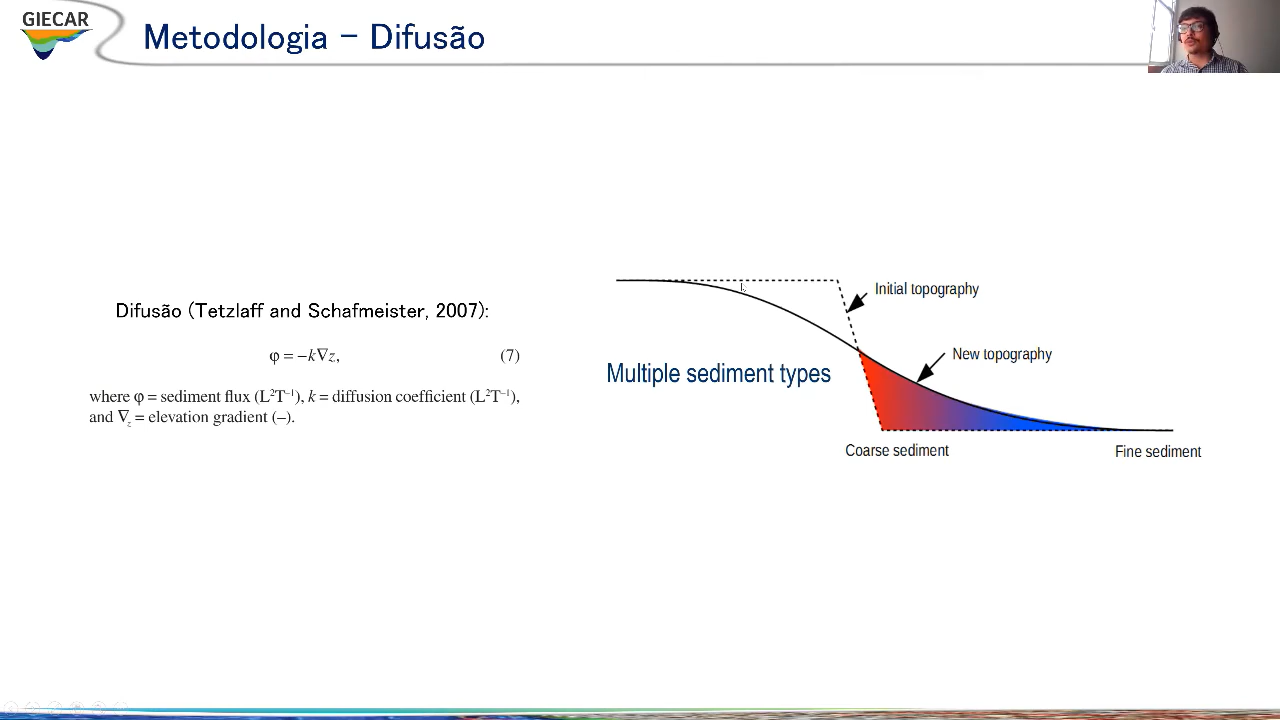 GIECAR
Metodologia - Difusão
Difusão (Tetzlaff and Schafmeister, 2007):
φ = −k∇z, (7)
where φ = sediment flux (L²T⁻¹), k = diffusion coefficient (L²T⁻¹),
and ∇z = elevation gradient (–).
Initial topography
New topography
Multiple sediment types
Coarse sediment
Fine sediment